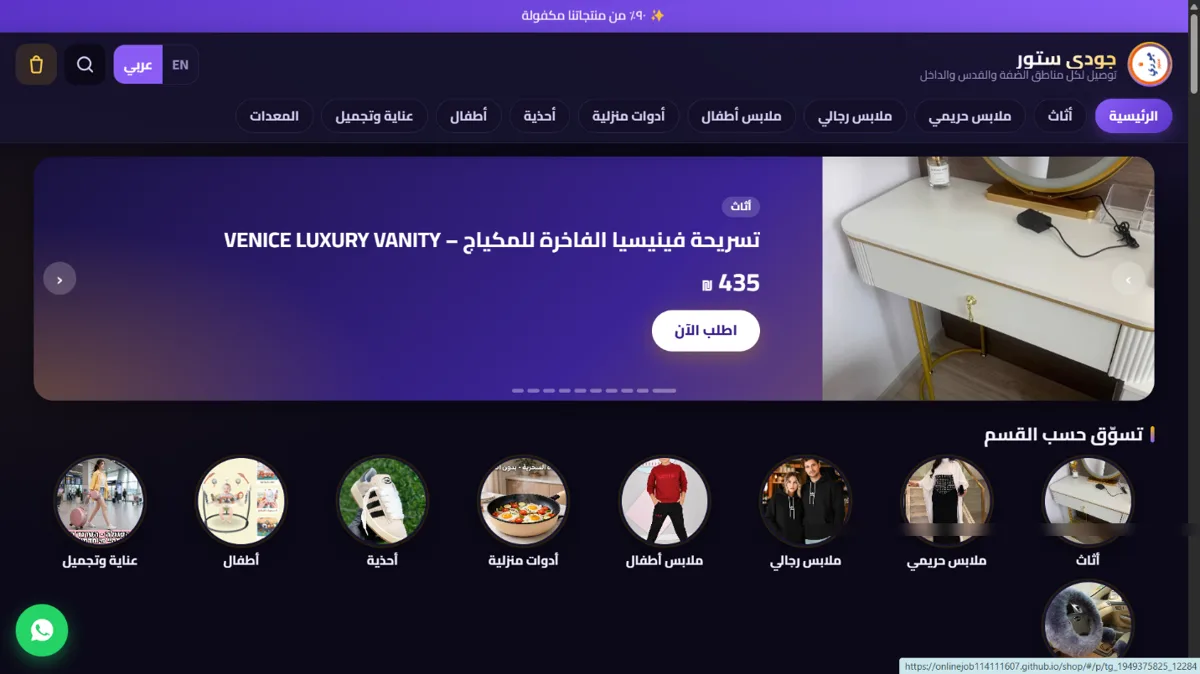 ✨ ٩٠٪ من منتجاتنا مكفولة
جودي ستور
توصيل لكل مناطق الضفة والقدس والداخل
عربي
EN
الرئيسية
أثاث
ملابس حريمي
ملابس رجالي
ملابس أطفال
أدوات منزلية
أحذية
أطفال
عناية وتجميل
المعدات
أثاث
تسريحة فينيسيا الفاخرة للمكياج – VENICE LUXURY VANITY
435 ₪
اطلب الآن
تسوّق حسب القسم
أثاث
ملابس حريمي
ملابس رجالي
ملابس أطفال
أدوات منزلية
أحذية
أطفال
عناية وتجميل
https://onlinejob114111607.github.io/shop/#/p/tg_1949375825_12284